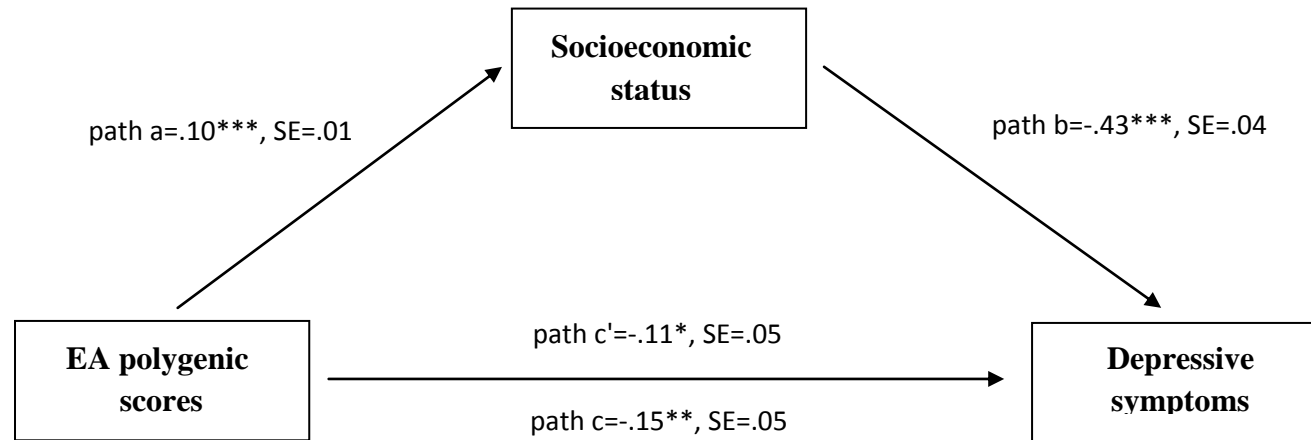 Socioeconomic
status
path a=.10***, SE=.01
path b=-.43***, SE=.04
EA polygenic
scores
path c'=-.11*, SE=.05
path c=-.15**, SE=.05
Depressive
symptoms